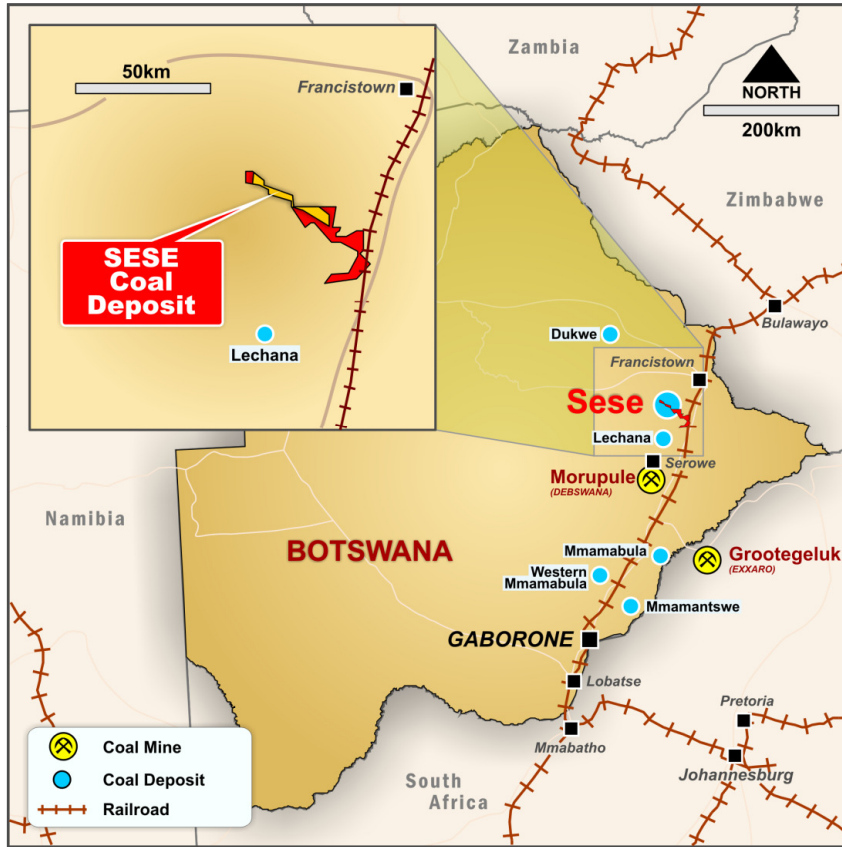 50km
Francistown
SESE
Coal
Deposit
Lechana
Zambia
NORTH
200km
Zimbabwe
Bulawayo
Dukwe
Francistown
Sese
Lechana
Serowe
Morupule
(DEBSWANA)
Namibia
BOTSWANA
Mmamabula
Grootegeluk
(EXXARO)
Western
Mmamabula
Mmamantswe
GABORONE
Lobatse
Pretoria
Mmabatho
Johannesburg
South
Africa
Coal Mine
Coal Deposit
Railroad